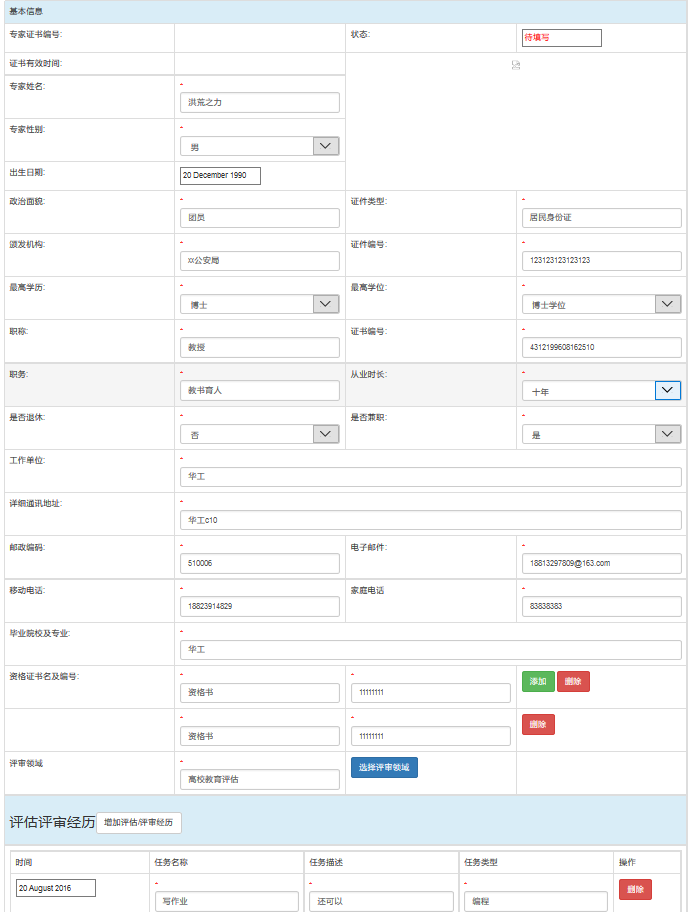 基本信息
专家证书编号: 状态: 待填写
证书有效时间:
专家姓名: 洪荒之力
专家性别: 男
出生日期: 20 December 1990
政治面貌: 团员 证件类型: 居民身份证
颁发机构: xx公安局 证件编号: 123123123123123
最高学历: 博士 最高学位: 博士学位
职称: 教授 证书编号: 4312199608162510
职务: 教书育人 从业时长: 十年
是否退休: 否 是否兼职: 是
工作单位: 华工
详细通讯地址: 华工c10
邮政编码: 510006 电子邮件: 18813297809@163.com
移动电话: 18823914829 家庭电话 83838383
毕业院校及专业: 华工
资格证书名及编号: 资格书 11111111 添加 删除
资格书 11111111 删除
评审领域 高校教育评估 选择评审领域
评估评审经历 增加评估/评审经历
时间 任务名称 任务描述 任务类型 操作
20 August 2016 写作业 还可以 编程 删除